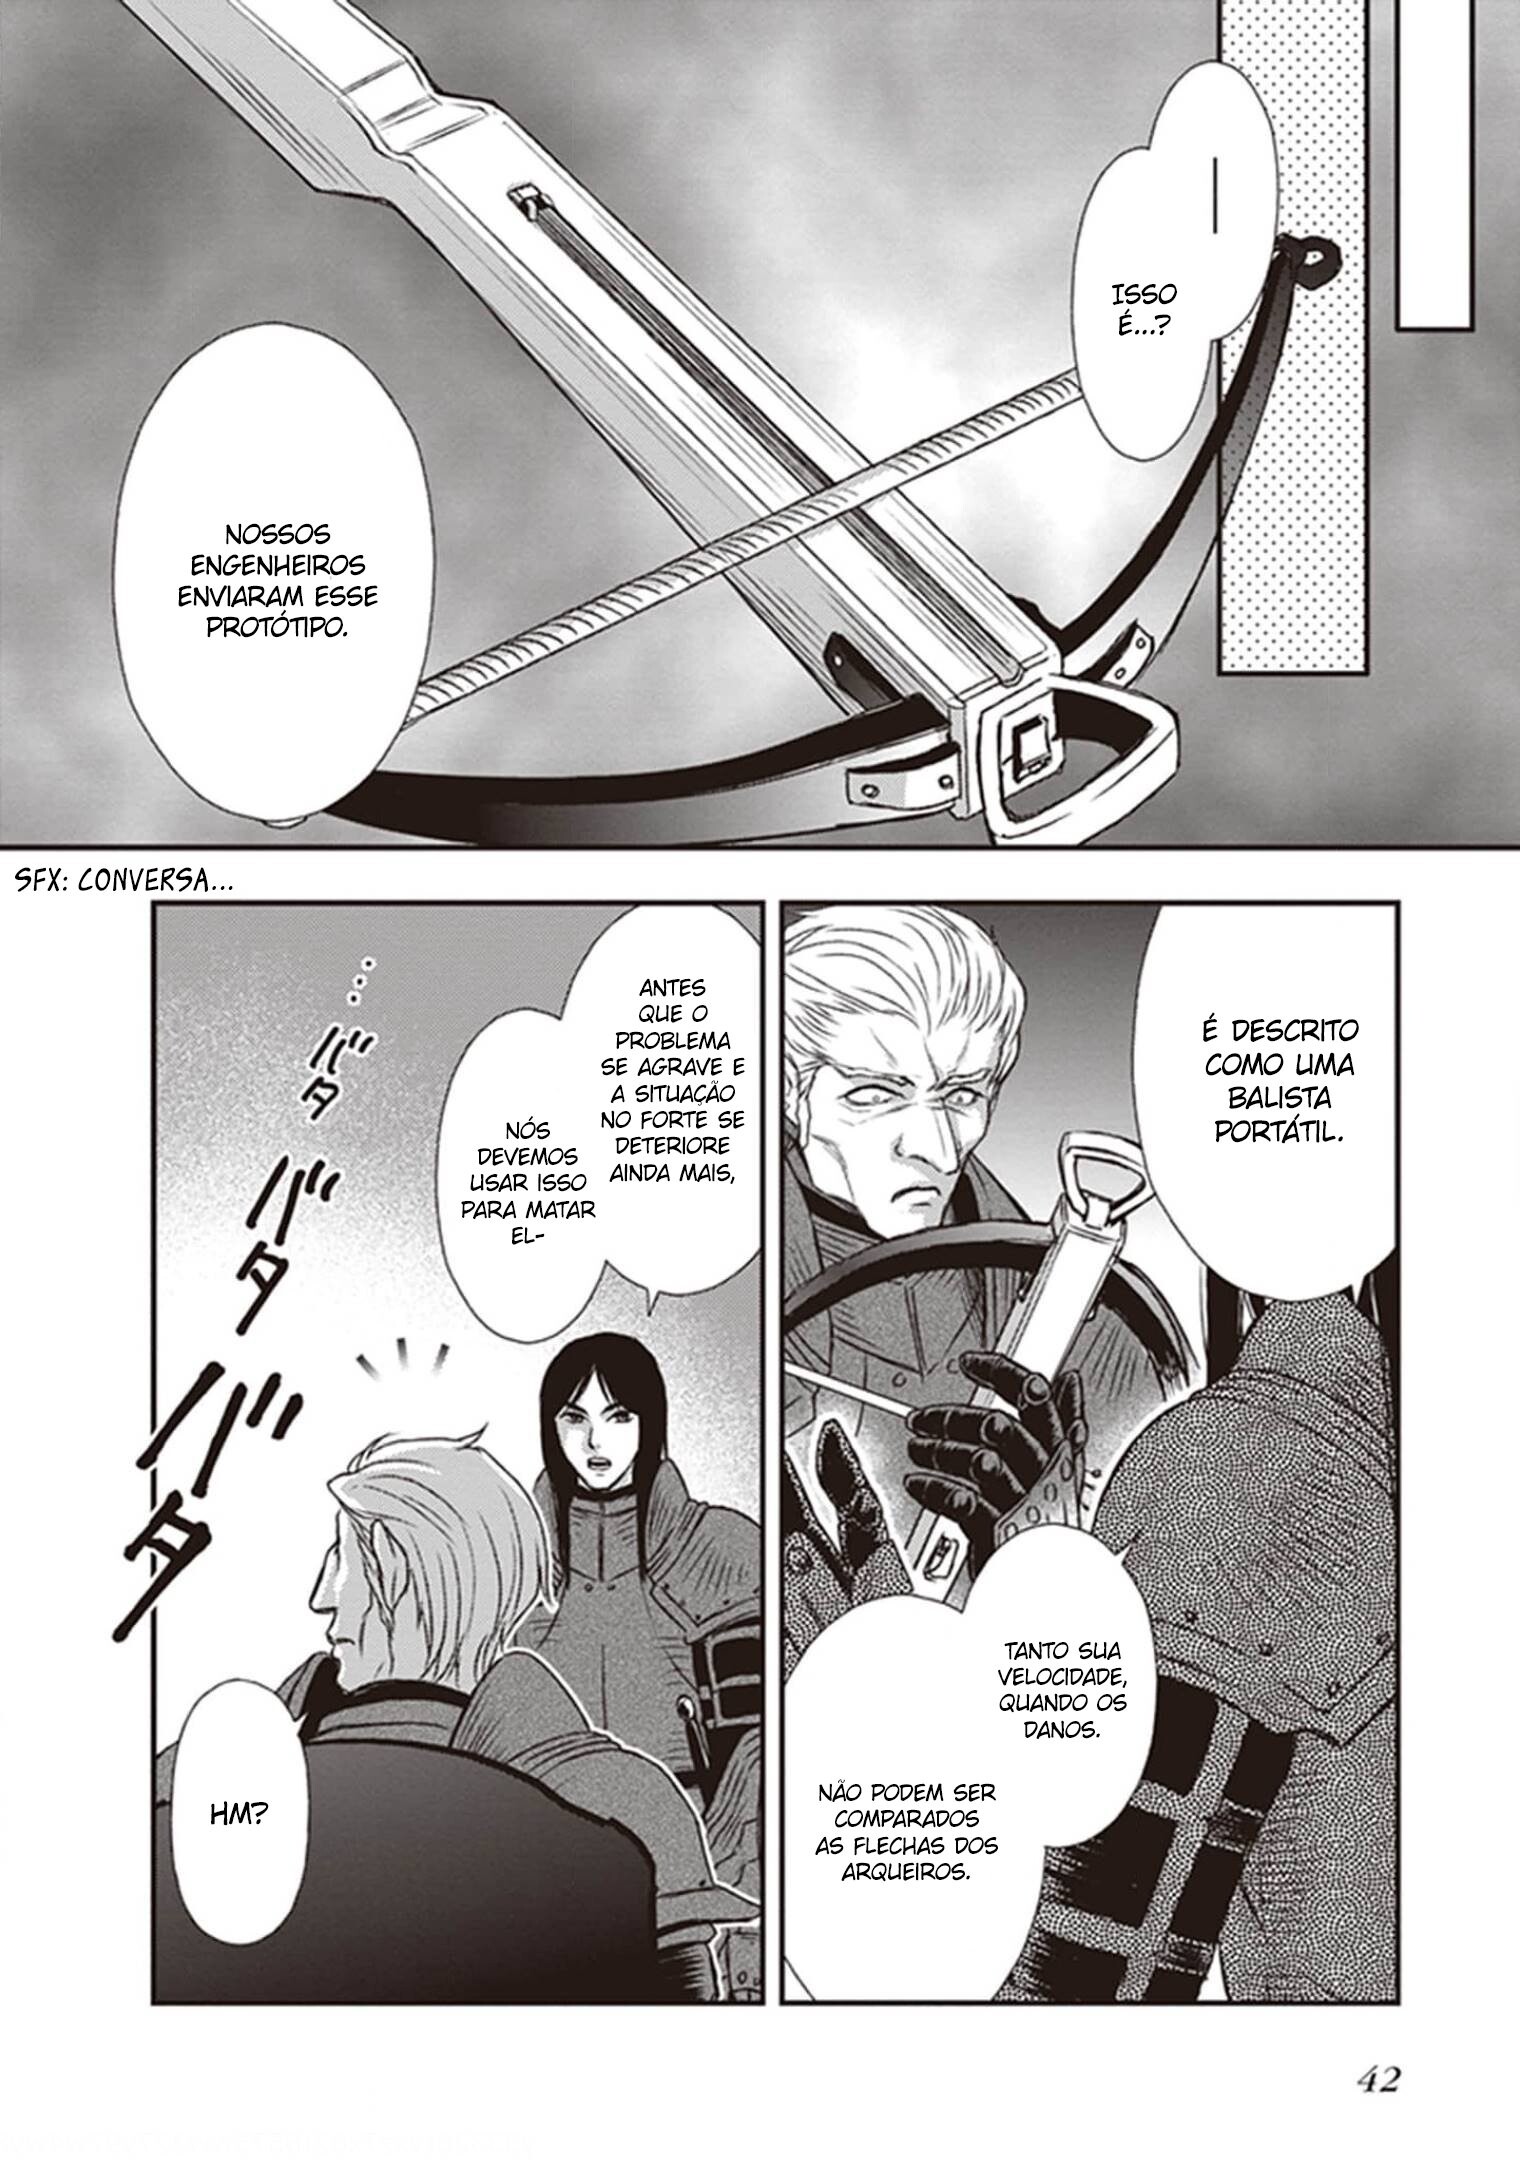 ISSO
É...?
NOSSOS
ENGENHEIROS
ENVIARAM ESSE
PROTÓTIPO.
SFX: CONVERSA...
É DESCRITO
COMO UMA
BALISTA
PORTÁTIL.
TANTO SUA
VELOCIDADE,
QUANDO OS
DANOS.
NÃO PODEM SER
COMPARADOS
AS FLECHAS DOS
ARQUEIROS.
ANTES
QUE O
PROBLEMA
SE AGRAVE E
A SITUAÇÃO
NO FORTE SE
DETERIORE
AINDA MAIS,
NÓS
DEVEMOS
USAR ISSO
PARA MATAR
EL-
バタ
バタ
バタ
HM?
42